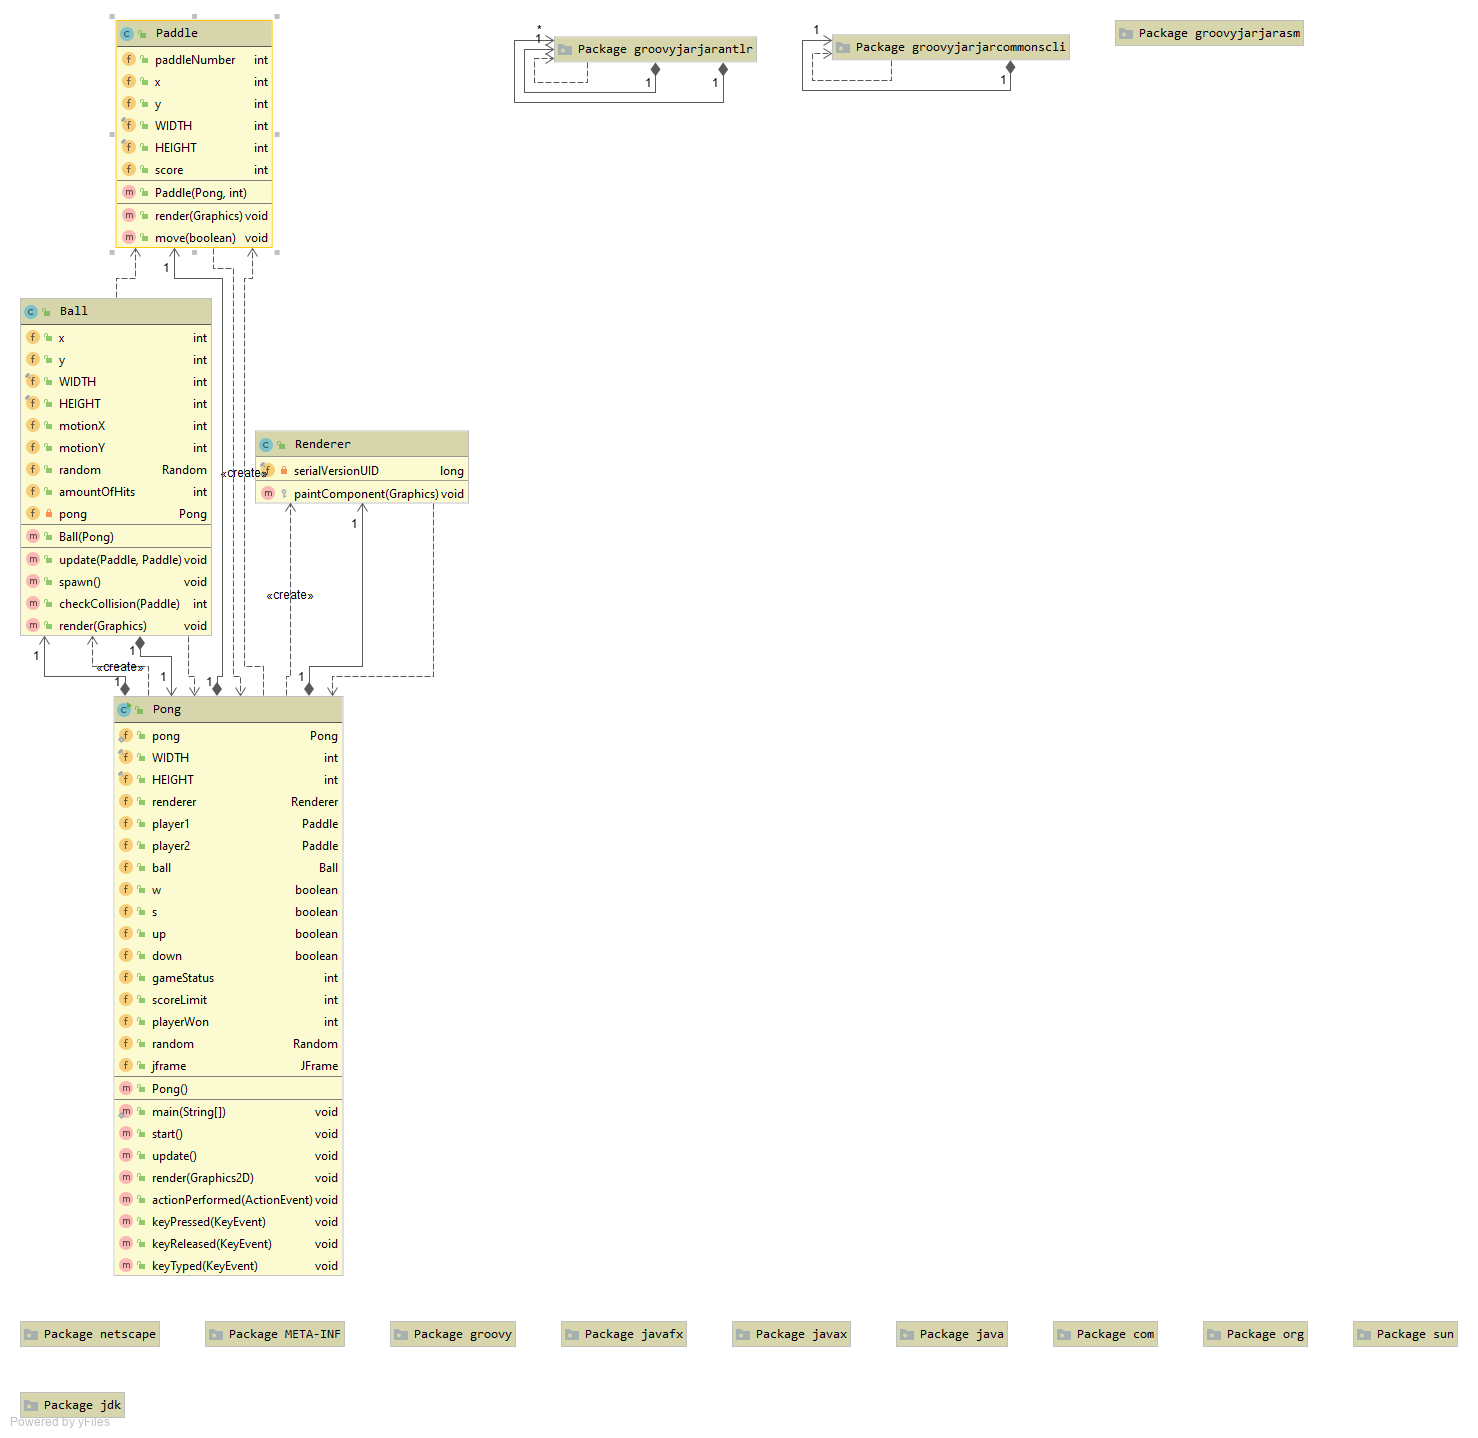 Paddle
paddleNumber int
x int
y int
WIDTH int
HEIGHT int
score int
Paddle(Pong, int)
render(Graphics) void
move(boolean) void
*
1
Package groovyjarjarantlr
1
1
1
Package groovyjarjarcommonscli
1
Package groovyjarjarasm
1
Ball
x int
y int
WIDTH int
HEIGHT int
motionX int
motionY int
random Random
amountOfHits int
pong Pong
Ball(Pong)
update(Paddle, Paddle) void
spawn() void
checkCollision(Paddle) int
render(Graphics) void
Renderer
serialVersionUID long
paintComponent(Graphics) void
«create»
1
«create»
1
1
«create»
1
1
1
1
Pong
pong Pong
WIDTH int
HEIGHT int
renderer Renderer
player1 Paddle
player2 Paddle
ball Ball
w boolean
s boolean
up boolean
down boolean
gameStatus int
scoreLimit int
playerWon int
random Random
jframe JFrame
Pong()
main(String[]) void
start() void
update() void
render(Graphics2D) void
actionPerformed(ActionEvent) void
keyPressed(KeyEvent) void
keyReleased(KeyEvent) void
keyTyped(KeyEvent) void
Package netscape
Package META-INF
Package groovy
Package javafx
Package javax
Package java
Package com
Package org
Package sun
Package jdk
Powered by yFiles